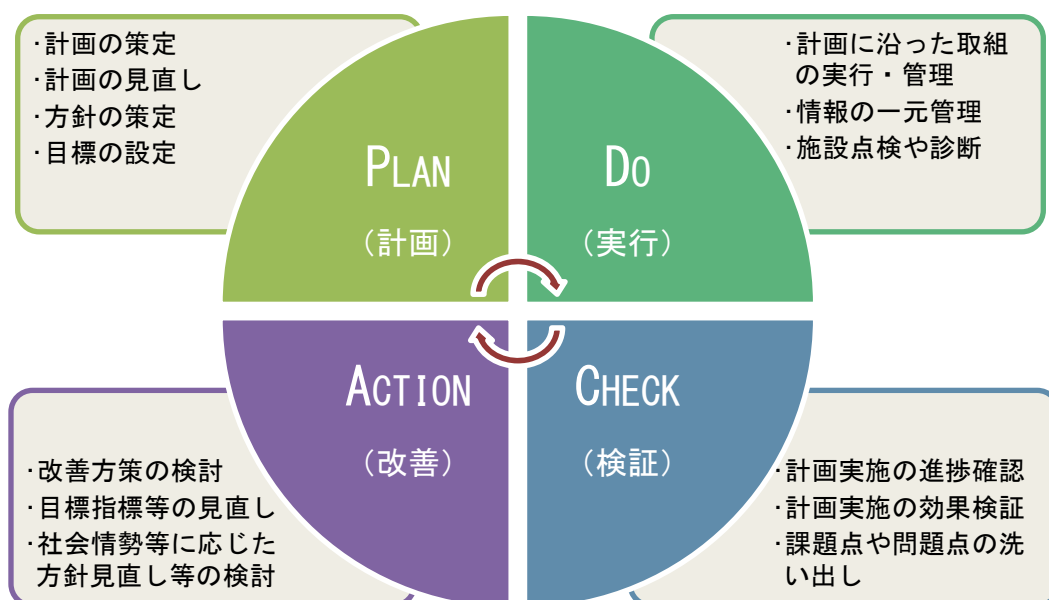 ・計画の策定
・計画の見直し
・方針の策定
・目標の設定
PLAN
（計画）
・計画に沿った取組
の実行・管理
・情報の一元管理
・施設点検や診断
DO
（実行）
ACTION
（改善）
・改善方策の検討
・目標指標等の見直し
・社会情勢等に応じた
方針見直し等の検討
CHECK
（検証）
・計画実施の進捗確認
・計画実施の効果検証
・課題点や問題点の洗
い出し